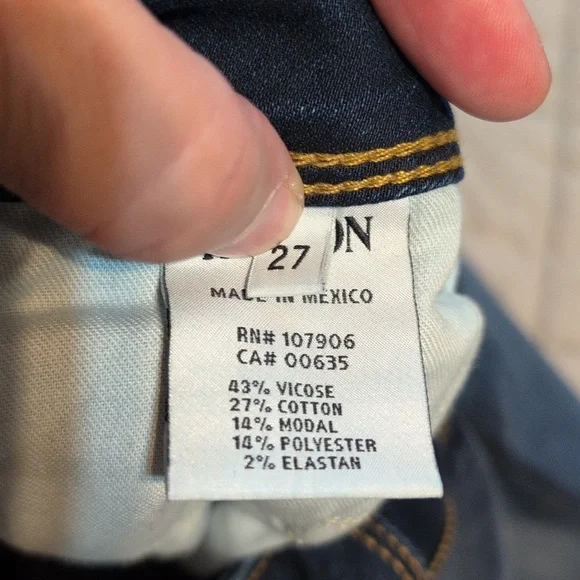 27
MADE IN MEXICO
RN# 107906
CA# 00635
43% VICOSE
27% COTTON
14% MODAL
14% POLYESTER
2% ELASTAN